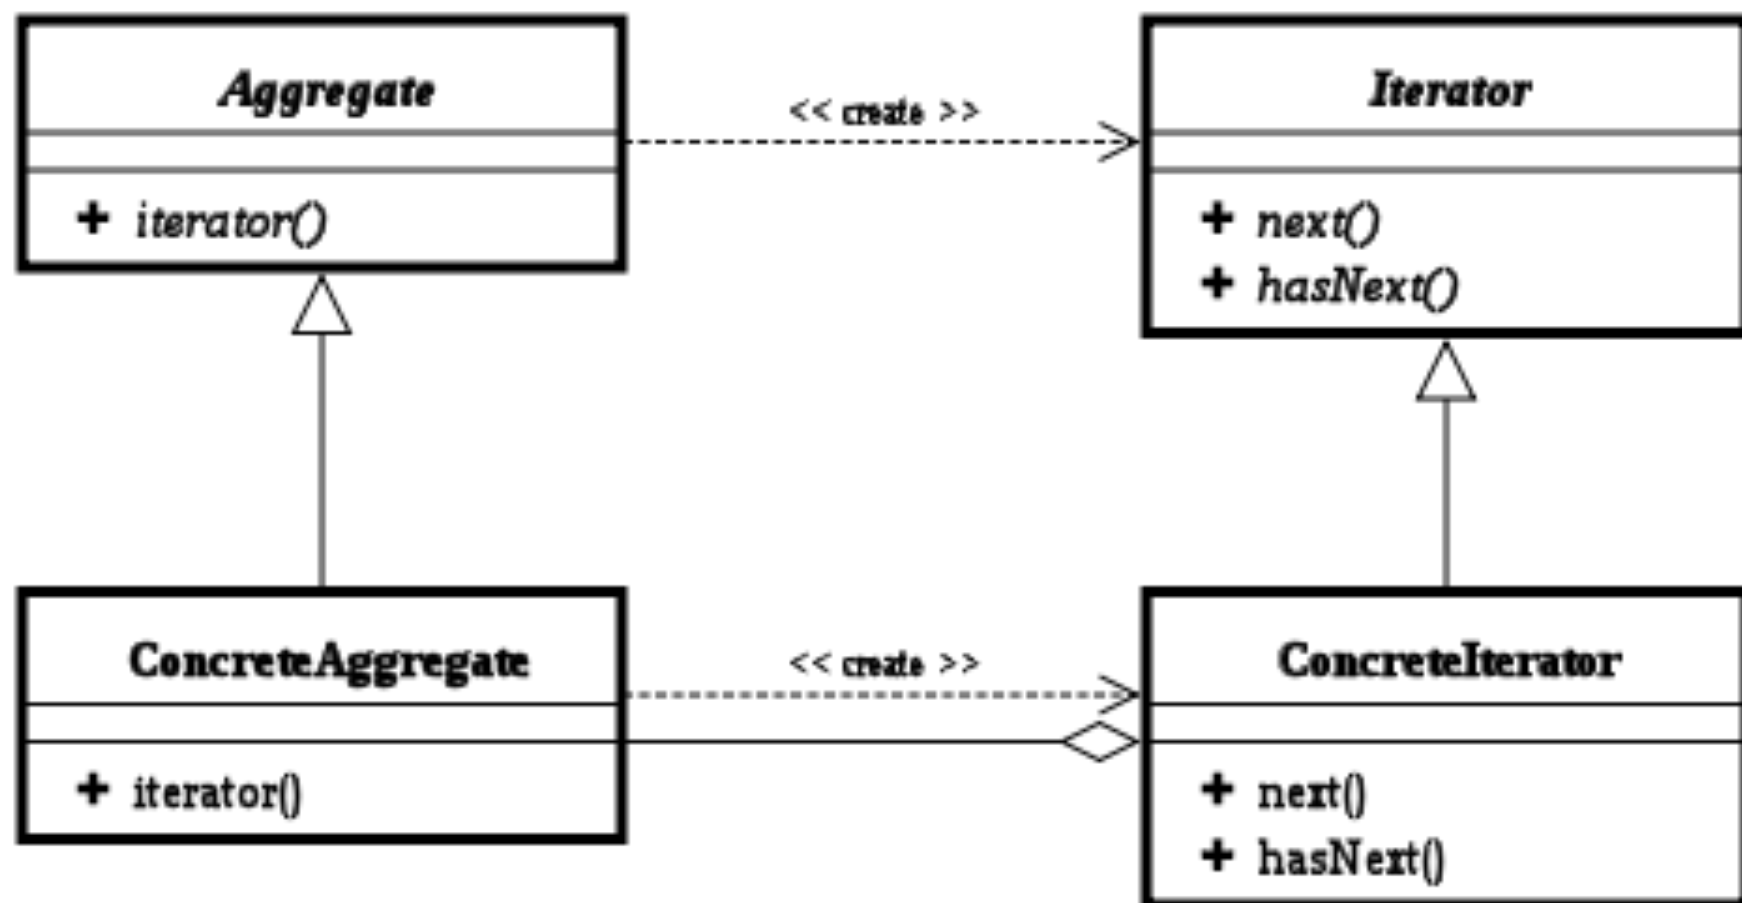 Aggregate
+ iterator()
<< create >>
Iterator
+ next()
+ hasNext()
ConcreteAggregate
+ iterator()
<< create >>
ConcreteIterator
+ next()
+ hasNext()